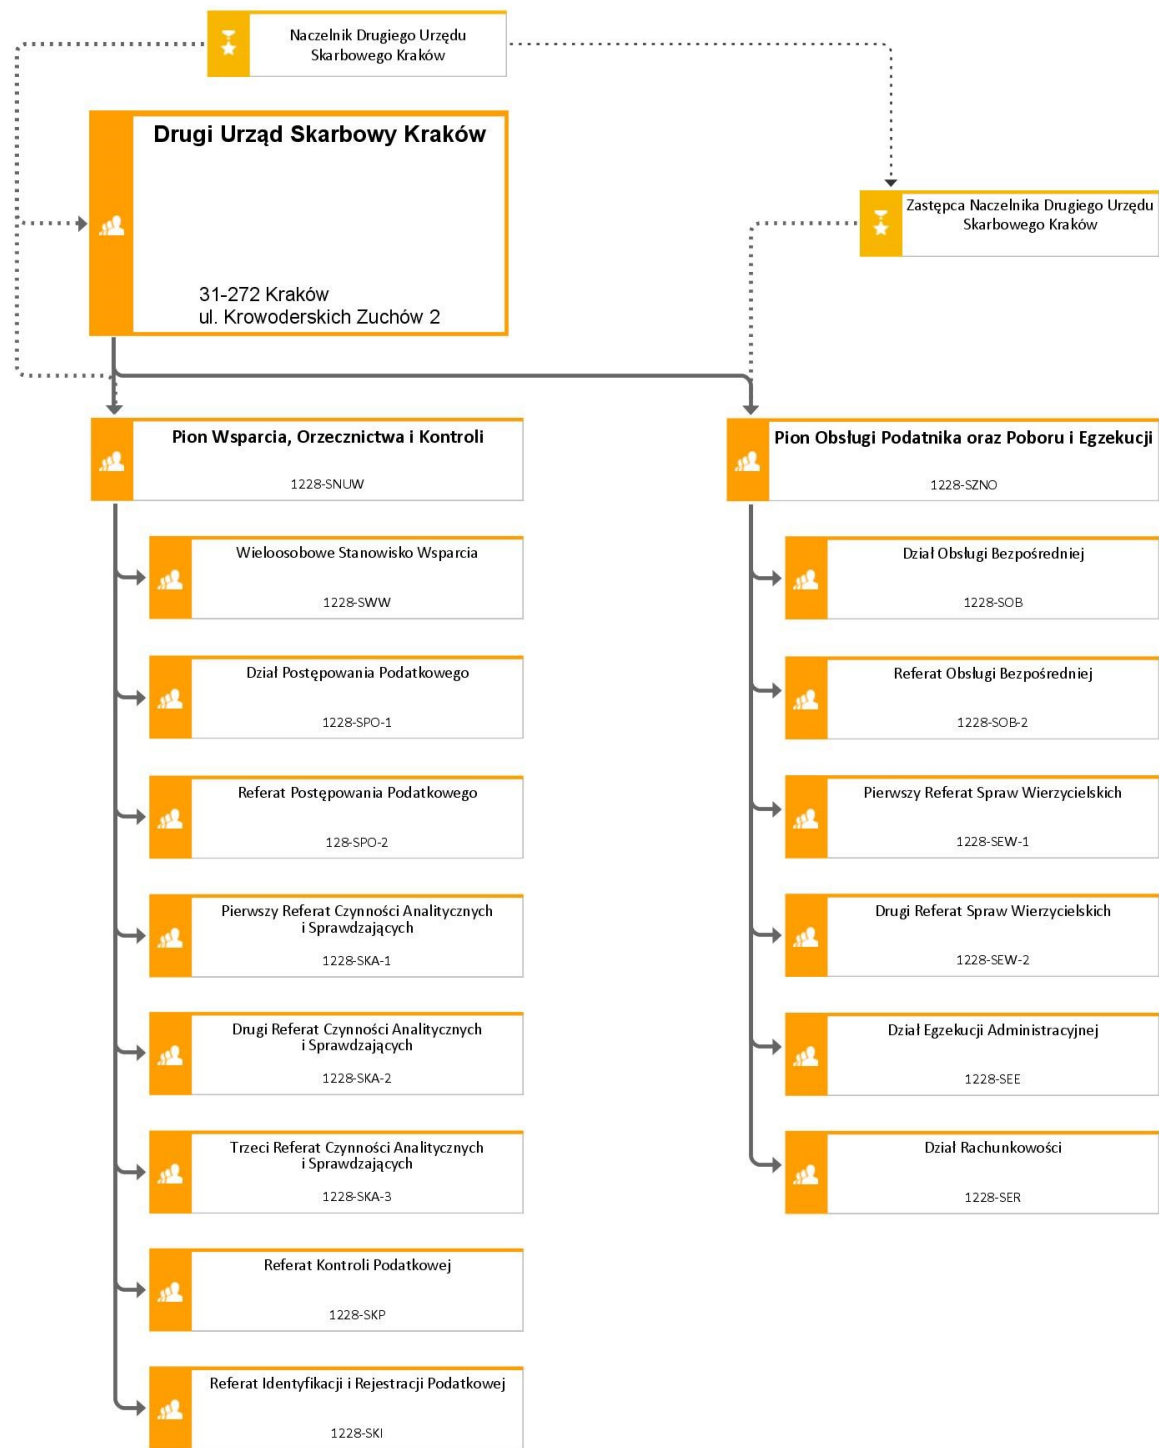 Naczelnik Drugiego Urzędu
Skarbowego Kraków
Drugi Urząd Skarbowy Kraków
31-272 Kraków
ul. Krowoderskich Zuchów 2
Zastępca Naczelnika Drugiego Urzędu
Skarbowego Kraków
Pion Wsparcia, Orzecznictwa i Kontroli
1228-SNUW
Wieloosobowe Stanowisko Wsparcia
1228-SWW
Dział Postępowania Podatkowego
1228-SPO-1
Referat Postępowania Podatkowego
128-SPO-2
Pierwszy Referat Czynności Analitycznych
i Sprawdzających
1228-SKA-1
Drugi Referat Czynności Analitycznych
i Sprawdzających
1228-SKA-2
Trzeci Referat Czynności Analitycznych
i Sprawdzających
1228-SKA-3
Referat Kontroli Podatkowej
1228-SKP
Referat Identyfikacji i Rejestracji Podatkowej
1228-SKI
Pion Obsługi Podatnika oraz Poboru i Egzekucji
1228-SZNO
Dział Obsługi Bezpośredniej
1228-SOB
Referat Obsługi Bezpośredniej
1228-SOB-2
Pierwszy Referat Spraw Wierzycielskich
1228-SEW-1
Drugi Referat Spraw Wierzycielskich
1228-SEW-2
Dział Egzekucji Administracyjnej
1228-SEE
Dział Rachunkowości
1228-SER